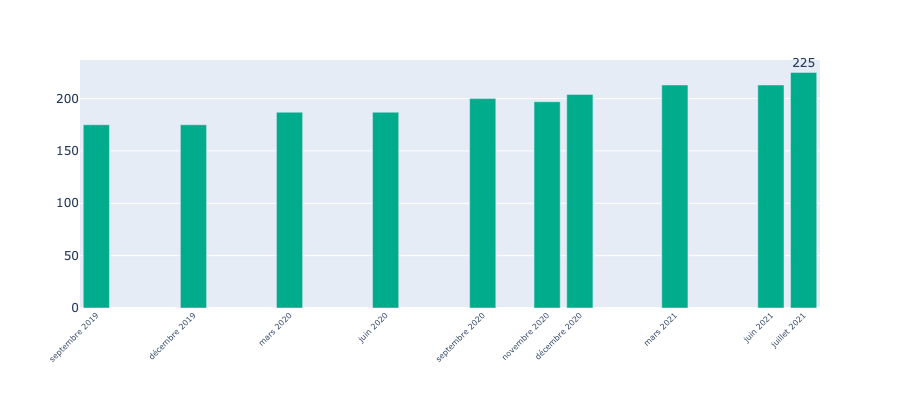 225
200
150
100
50
0
septembre 2019
décembre 2019
mars 2020
juin 2020
septembre 2020
novembre 2020
décembre 2020
mars 2021
juin 2021
juillet 2021